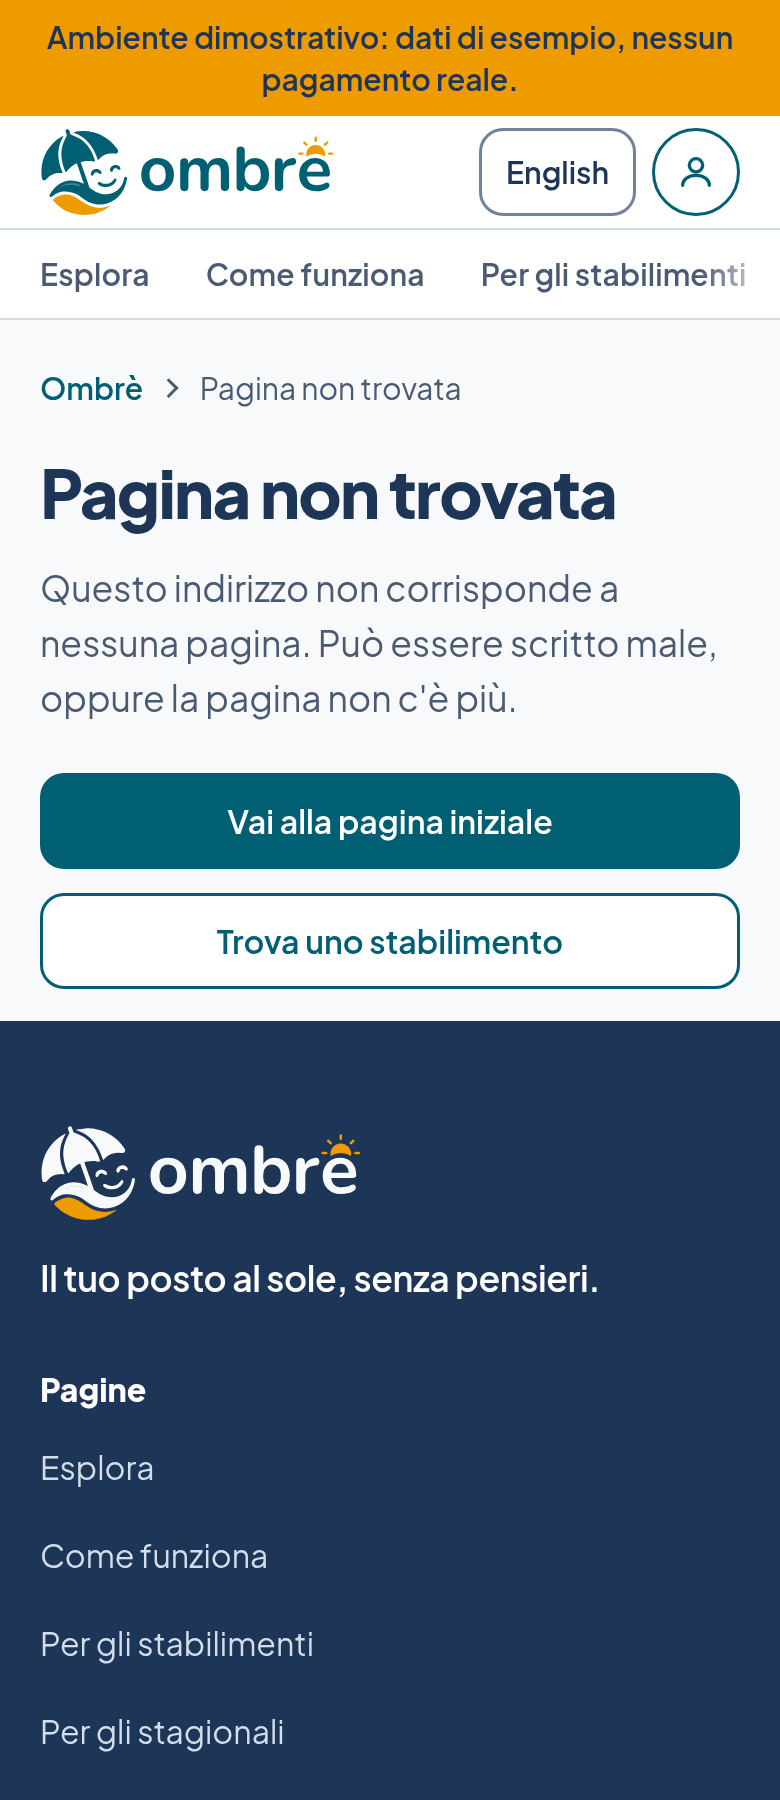 Ambiente dimostrativo: dati di esempio, nessun
pagamento reale.
ombrè
English
Esplora
Come funziona
Per gli stabilimenti
Ombrè
Pagina non trovata
Pagina non trovata
Questo indirizzo non corrisponde a
nessuna pagina. Può essere scritto male,
oppure la pagina non c'è più.
Vai alla pagina iniziale
Trova uno stabilimento
ombrè
Il tuo posto al sole, senza pensieri.
Pagine
Esplora
Come funziona
Per gli stabilimenti
Per gli stagionali